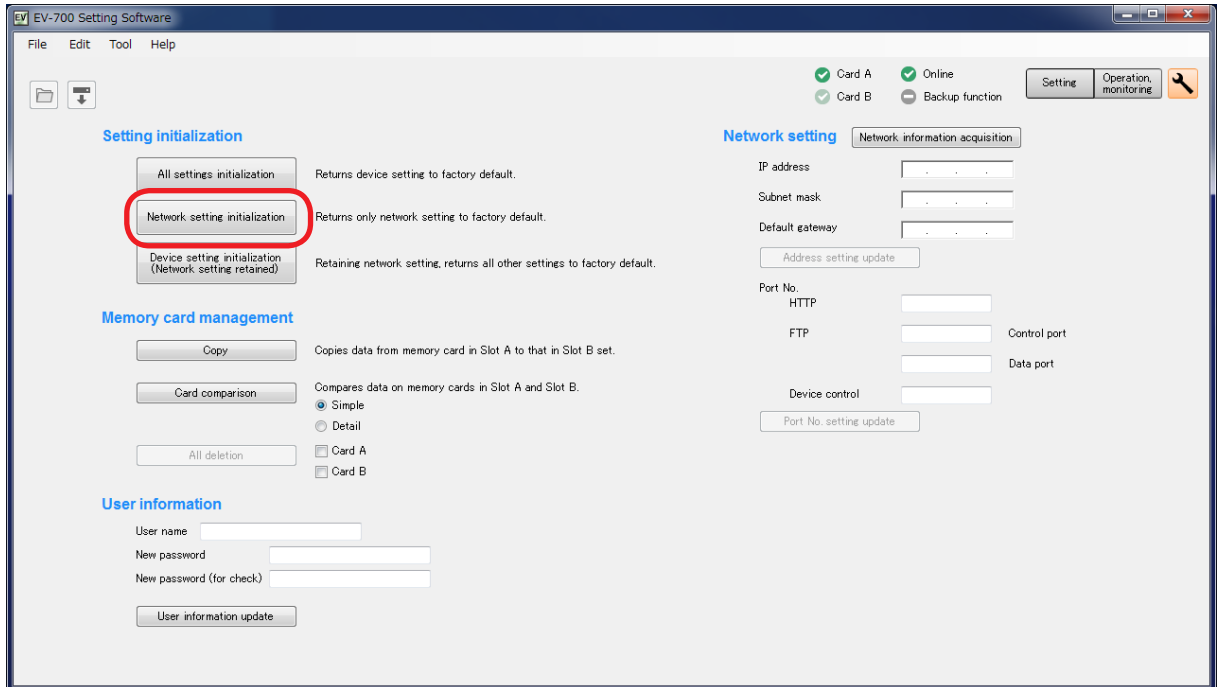 EV EV-700 Setting Software
File Edit Tool Help
Card A Online
Card B Backup function
Setting
Operation,
monitoring
Setting initialization
All settings initialization Returns device setting to factory default.
Network setting initialization Returns only network setting to factory default.
Device setting initialization
(Network setting retained)
Retaining network setting, returns all other settings to factory default.
Memory card management
Copy Copies data from memory card in Slot A to that in Slot B set.
Card comparison Compares data on memory cards in Slot A and Slot B.
Simple
Detail
All deletion Card A
Card B
User information
User name
New password
New password (for check)
User information update
Network setting Network information acquisition
IP address . . .
Subnet mask . . .
Default gateway . . .
Address setting update
Port No.
HTTP
FTP Control port
Data port
Device control
Port No. setting update